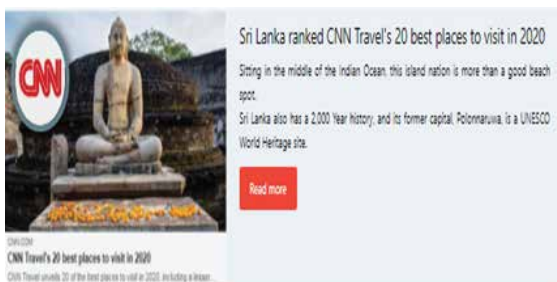 CNN
Sri Lanka ranked CNN Travel's 20 best places to visit in 2020
Sitting in the middle of the Indian Ocean, this island nation is more than a good beach
spot.
Sri Lanka also has a 2,000 Year history, and its former capital, Polonnaruwa, is a UNESCO
World Heritage site.
Read more
CNN.COM
CNN Travel's 20 best places to visit in 2020
CNN Travel unveils 20 of the best places to visit in 2020, including a lesser...